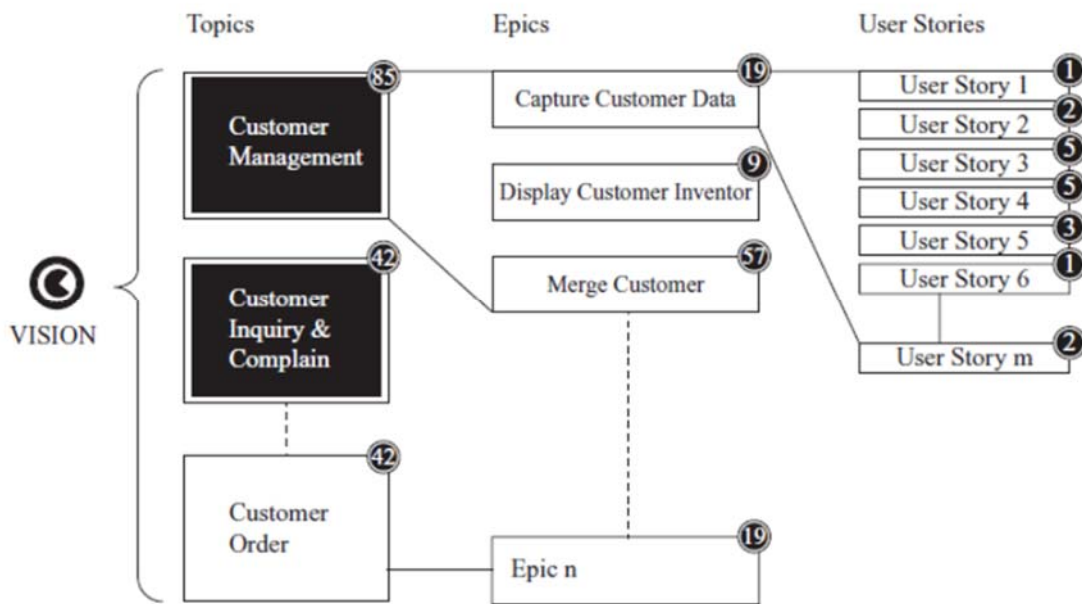 Topics
Epics
User Stories
85
Customer
Management
42
Customer
Inquiry &
Complain
42
Customer
Order
VISION
19
Capture Customer Data
9
Display Customer Inventor
57
Merge Customer
19
Epic n
1
User Story 1
2
User Story 2
5
User Story 3
5
User Story 4
3
User Story 5
1
User Story 6
2
User Story m